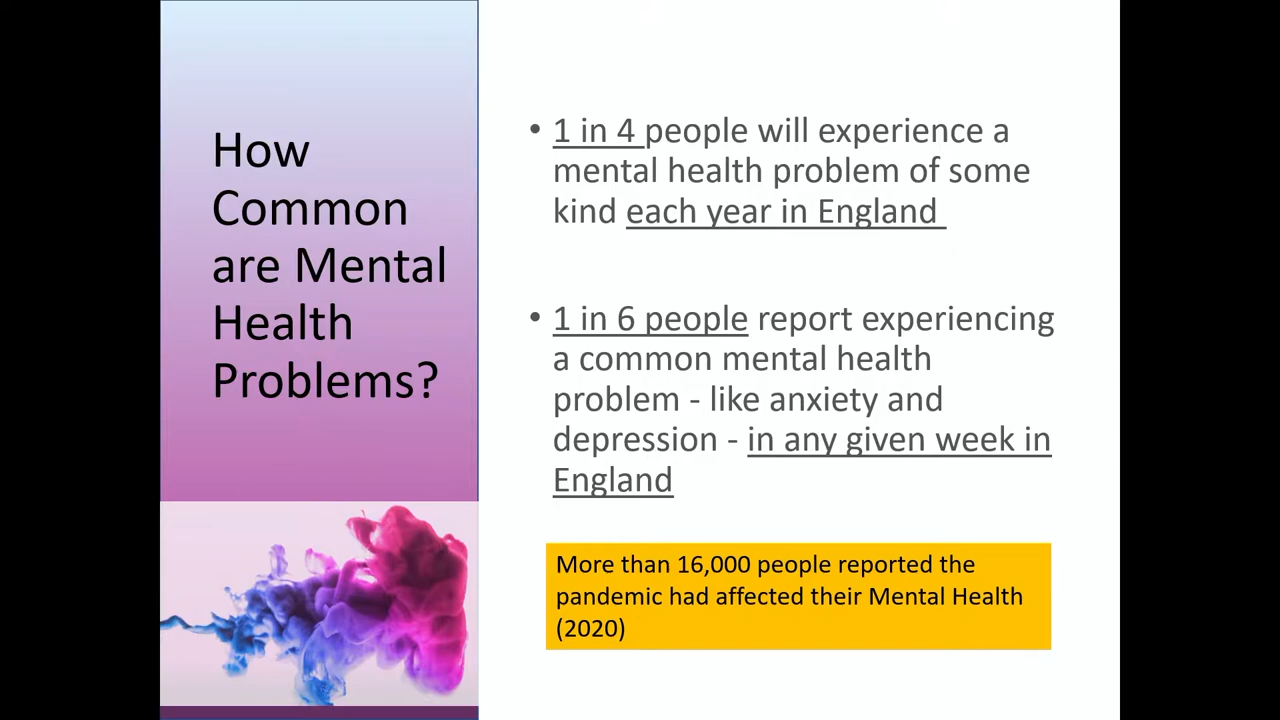 How
Common
are Mental
Health
Problems?
• 1 in 4 people will experience a
mental health problem of some
kind each year in England
• 1 in 6 people report experiencing
a common mental health
problem - like anxiety and
depression - in any given week in
England
More than 16,000 people reported the
pandemic had affected their Mental Health
(2020)